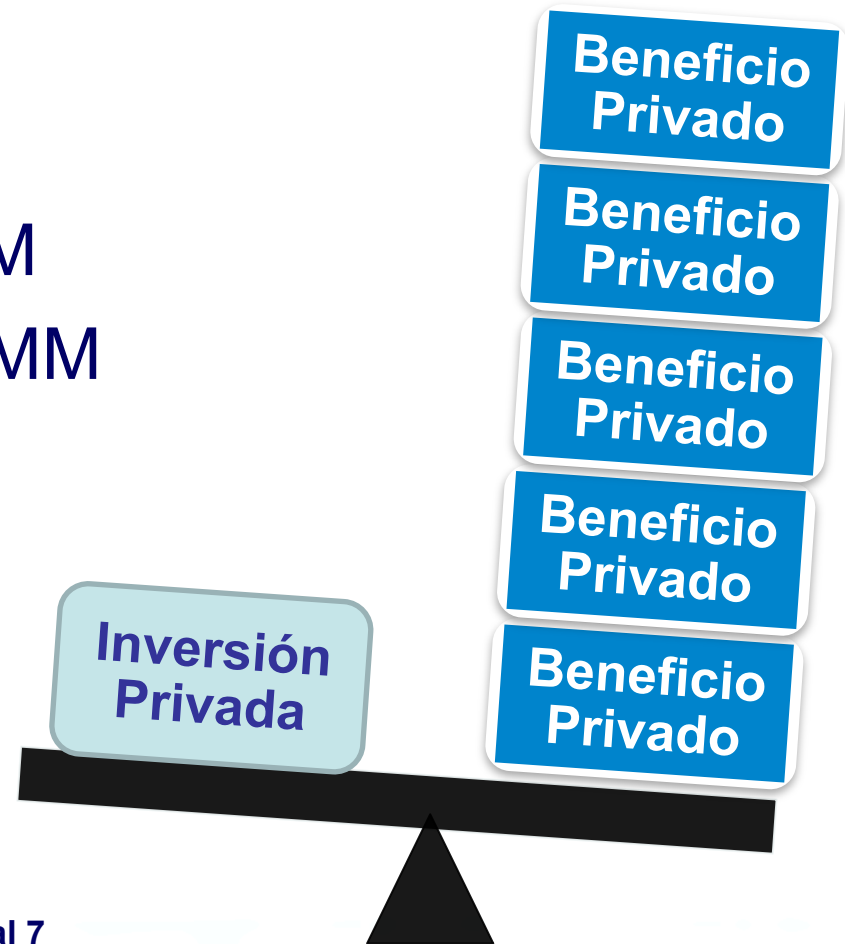 Beneficio
Privado
Beneficio
Privado
M
MM
Beneficio
Privado
Beneficio
Privado
Inversión
Privada
Beneficio
Privado
al 7